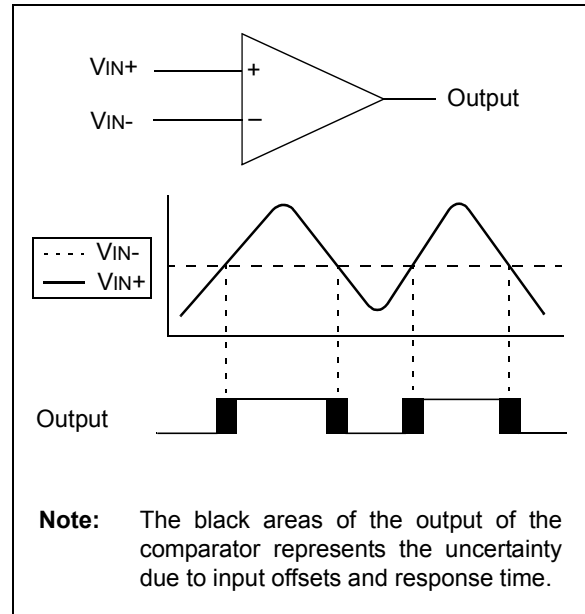 VIN+
+
Output
VIN-
–
VIN-
VIN+
Output
Note: The black areas of the output of the
comparator represents the uncertainty
due to input offsets and response time.